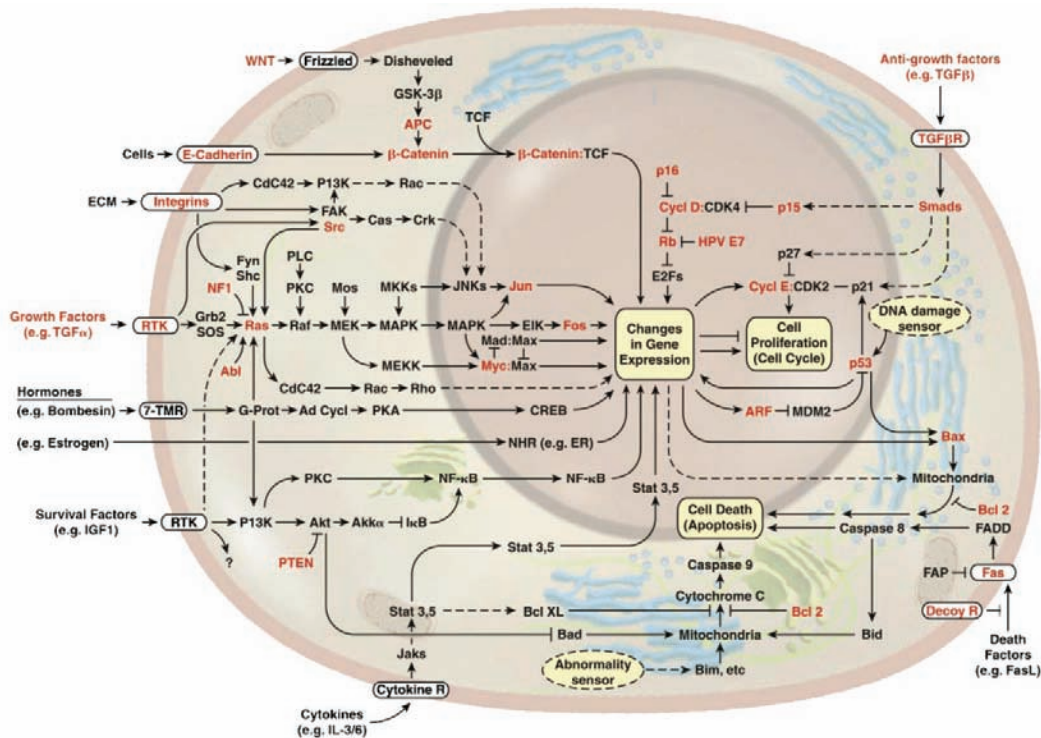 WNT
Frizzled
Disheveled
GSK-3β
APC
TCF
Cells
E-Cadherin
β-Catenin
β-Catenin:TCF
Anti-growth factors
(e.g. TGFβ)
TGFβR
Smads
p16
Cycl D:CDK4
p15
Rb
HPV E7
E2Fs
p27
Cycl E:CDK2
p21
ECM
Integrins
CdC42
P13K
Rac
FAK
Src
Cas
Crk
Fyn
Shc
NF1
PLC
PKC
Mos
MKKs
JNKs
Jun
Growth Factors
(e.g. TGFα)
RTK
Grb2
SOS
Ras
Raf
MEK
MAPK
MAPK
ElK
Fos
Mad:Max
MEKK
Myc:Max
Abl
CdC42
Rac
Rho
Changes
in Gene
Expression
Cell
Proliferation
(Cell Cycle)
DNA damage
sensor
p53
ARF
MDM2
Bax
Hormones
(e.g. Bombesin)
7-TMR
G-Prot
Ad Cycl
PKA
CREB
(e.g. Estrogen)
NHR (e.g. ER)
PKC
NF-κB
NF-κB
Stat 3,5
Mitochondria
Bcl 2
Survival Factors
(e.g. IGF1)
RTK
P13K
Akt
Akkα
IκB
?
PTEN
Stat 3,5
Cell Death
(Apoptosis)
Caspase 8
FADD
Caspase 9
FAP
Fas
Cytochrome C
Stat 3,5
Bcl XL
Bcl 2
Decoy R
Bad
Mitochondria
Bid
Death
Factors
(e.g. FasL)
Jaks
Abnormality
sensor
Bim, etc
Cytokine R
Cytokines
(e.g. IL-3/6)